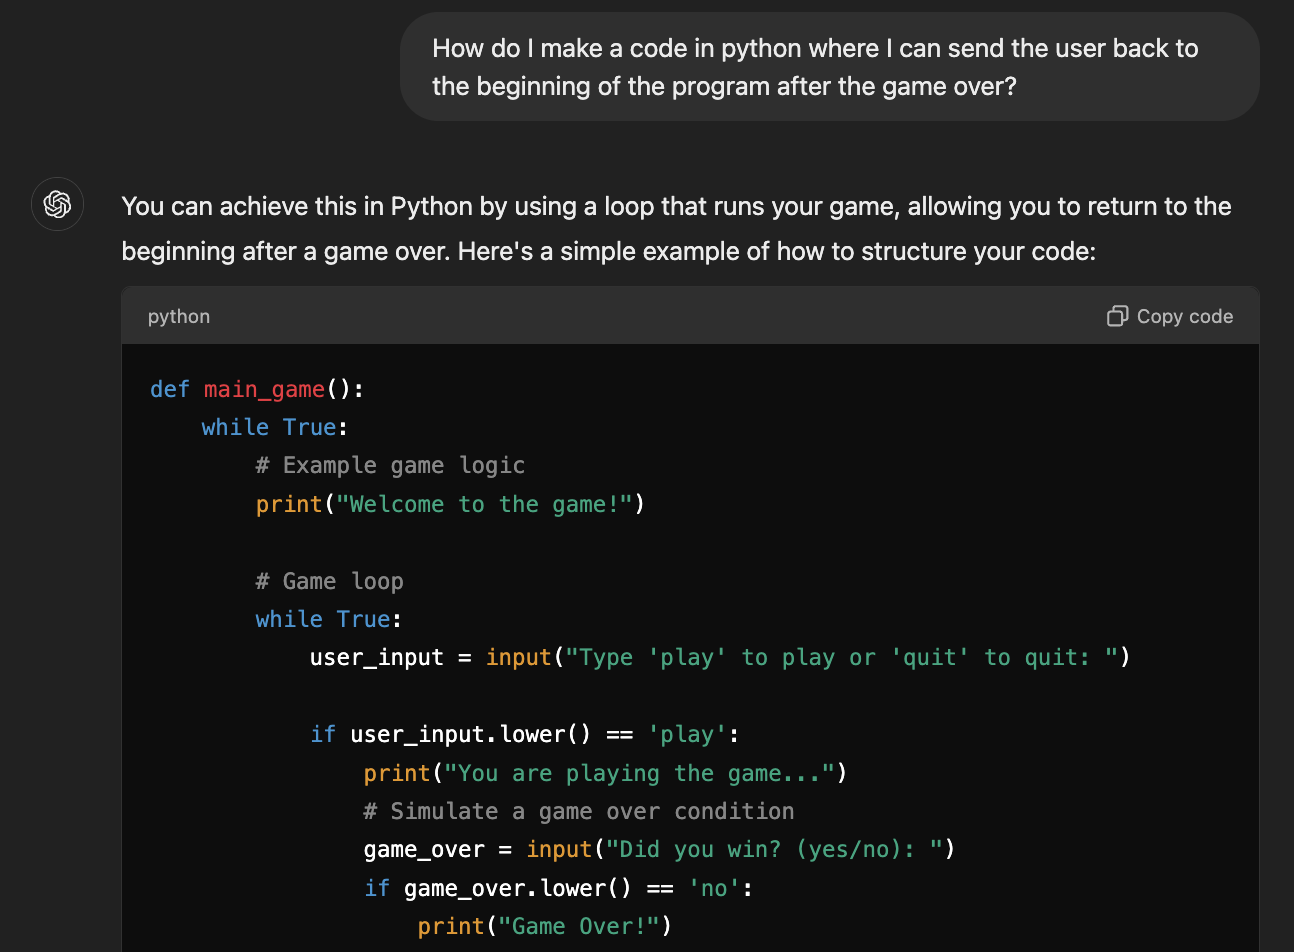 How do I make a code in python where I can send the user back to
the beginning of the program after the game over?
You can achieve this in Python by using a loop that runs your game, allowing you to return to the
beginning after a game over. Here's a simple example of how to structure your code:
python
Copy code
def main_game():
    while True:
        # Example game logic
        print("Welcome to the game!")

        # Game loop
        while True:
            user_input = input("Type 'play' to play or 'quit' to quit: ")

            if user_input.lower() == 'play':
                print("You are playing the game...")
                # Simulate a game over condition
                game_over = input("Did you win? (yes/no): ")
                if game_over.lower() == 'no':
                    print("Game Over!")